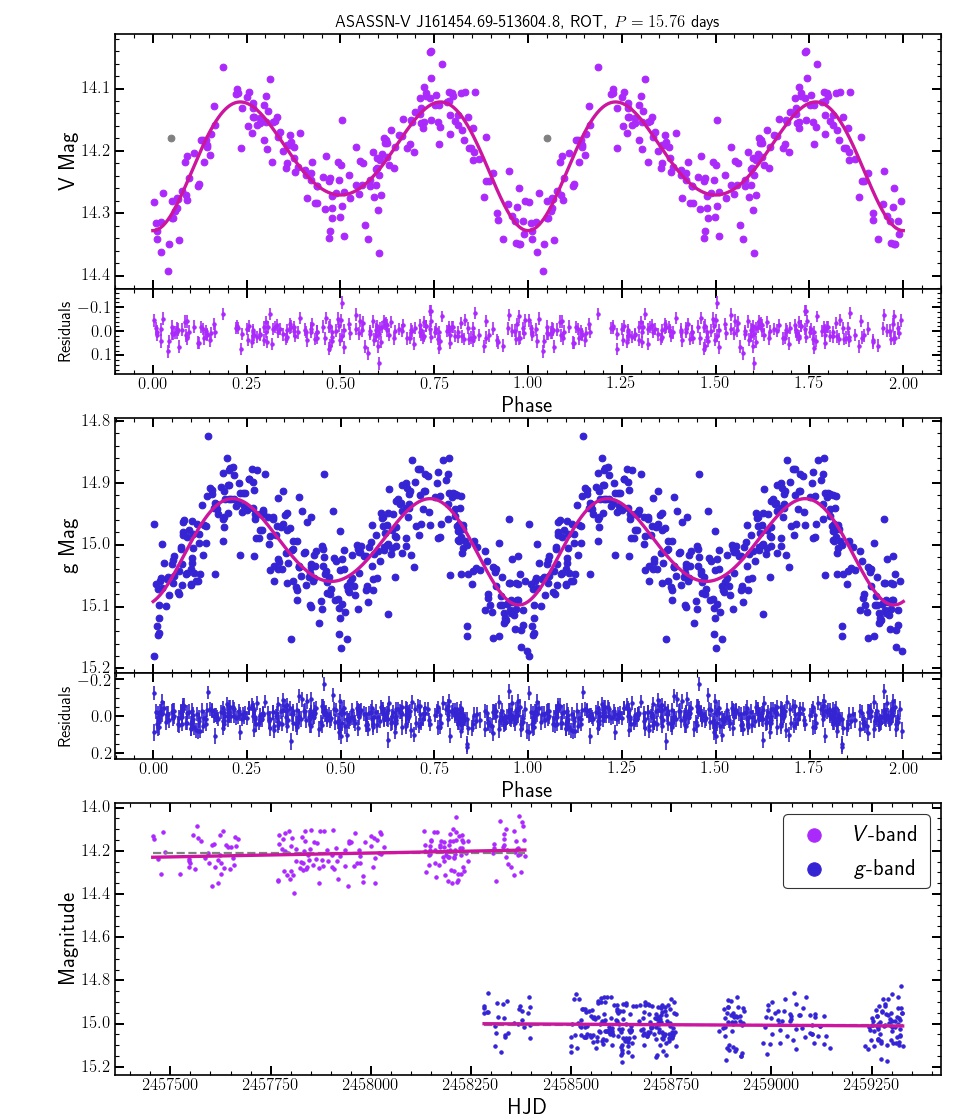 ASASSN-V J161454.69-513604.8, ROT, P = 15.76 days
V Mag
14.1
14.2
14.3
14.4
Residuals
−0.1
0.0
0.1
0.00 0.25 0.50 0.75 1.00 1.25 1.50 1.75 2.00
Phase
g Mag
14.8
14.9
15.0
15.1
15.2
Residuals
−0.2
0.0
0.2
0.00 0.25 0.50 0.75 1.00 1.25 1.50 1.75 2.00
Phase
Magnitude
14.0
14.2
14.4
14.6
14.8
15.0
15.2
V-band
g-band
2457500 2457750 2458000 2458250 2458500 2458750 2459000 2459250
HJD